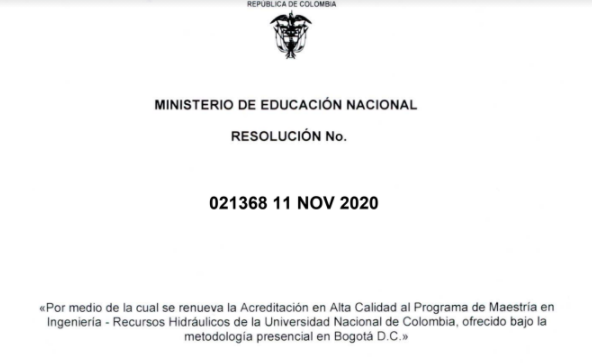 REPÚBLICA DE COLOMBIA
MINISTERIO DE EDUCACIÓN NACIONAL
RESOLUCIÓN No.
021368 11 NOV 2020
«Por medio de la cual se renueva la Acreditación en Alta Calidad al Programa de Maestría en
Ingeniería - Recursos Hidráulicos de la Universidad Nacional de Colombia, ofrecido bajo la
metodología presencial en Bogotá D.C.»